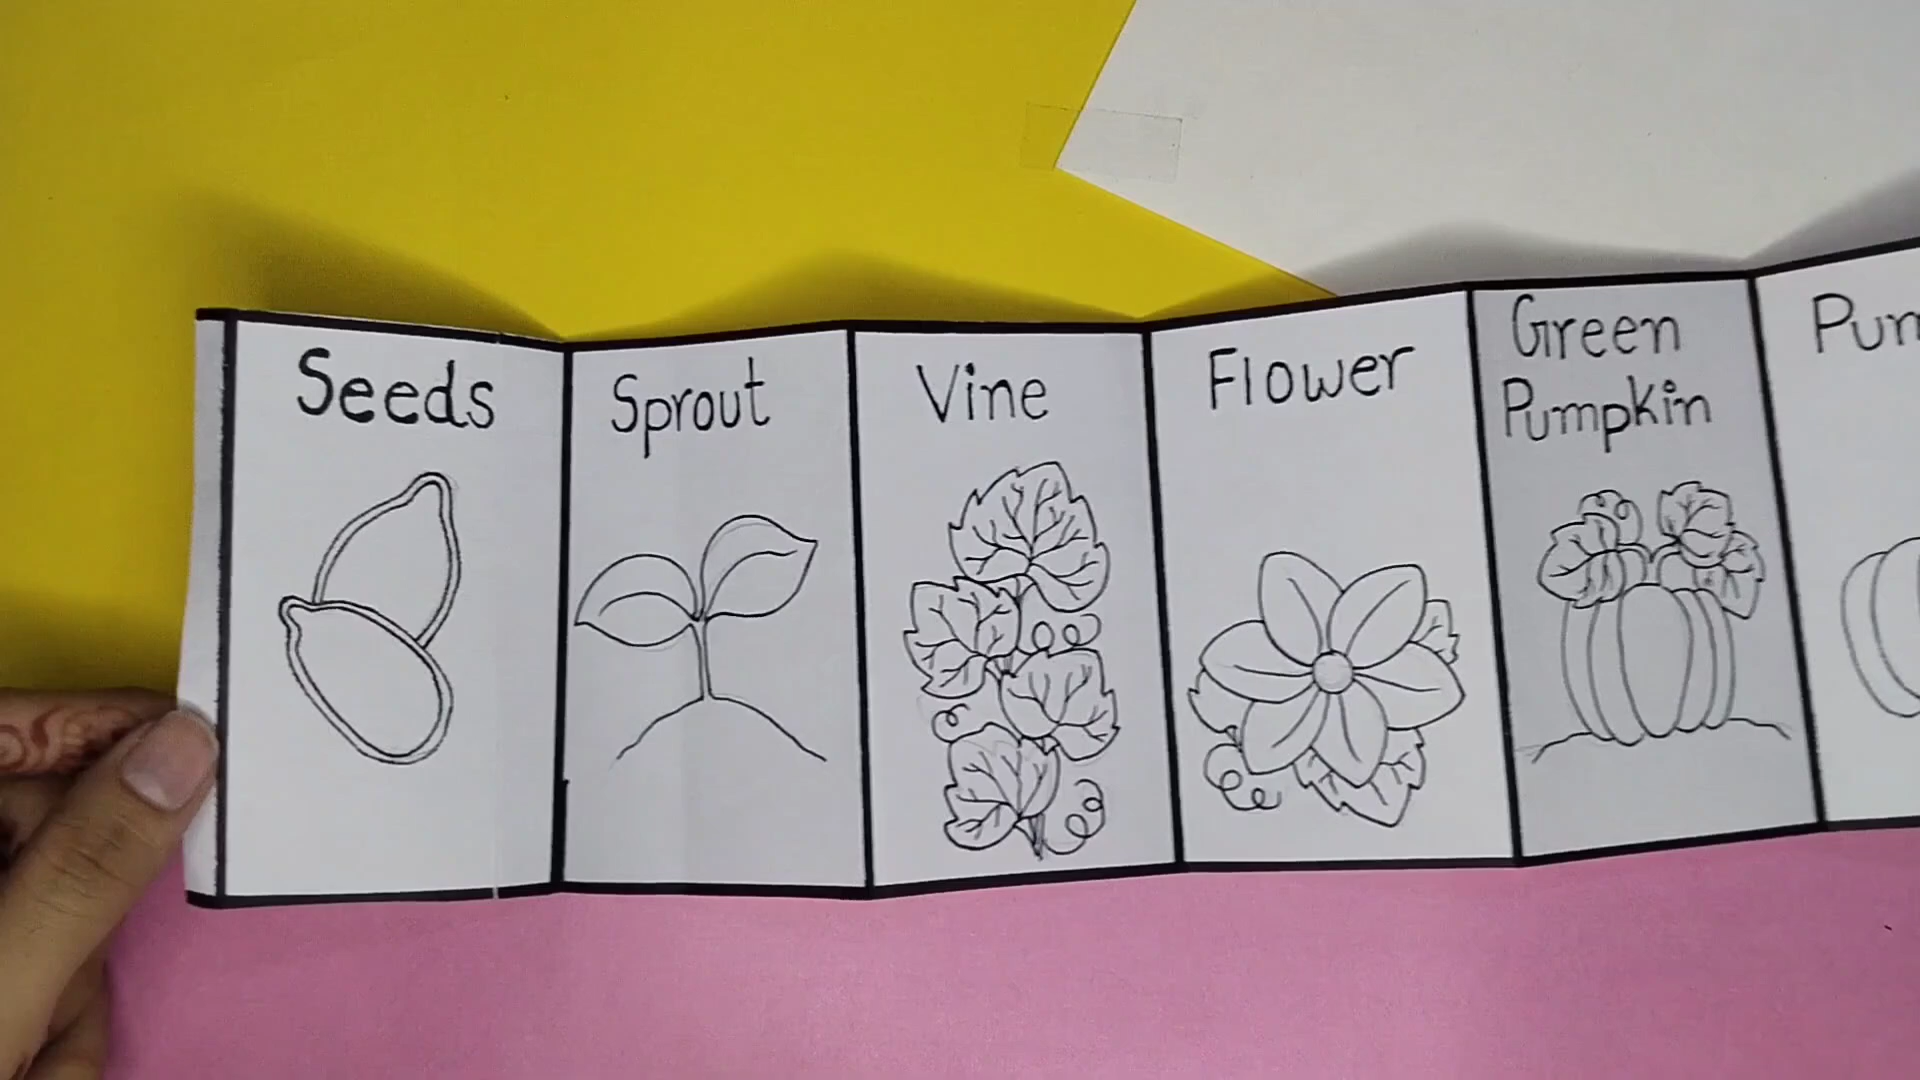 Seeds
Sprout
Vine
Flower
Green
Pumpkin